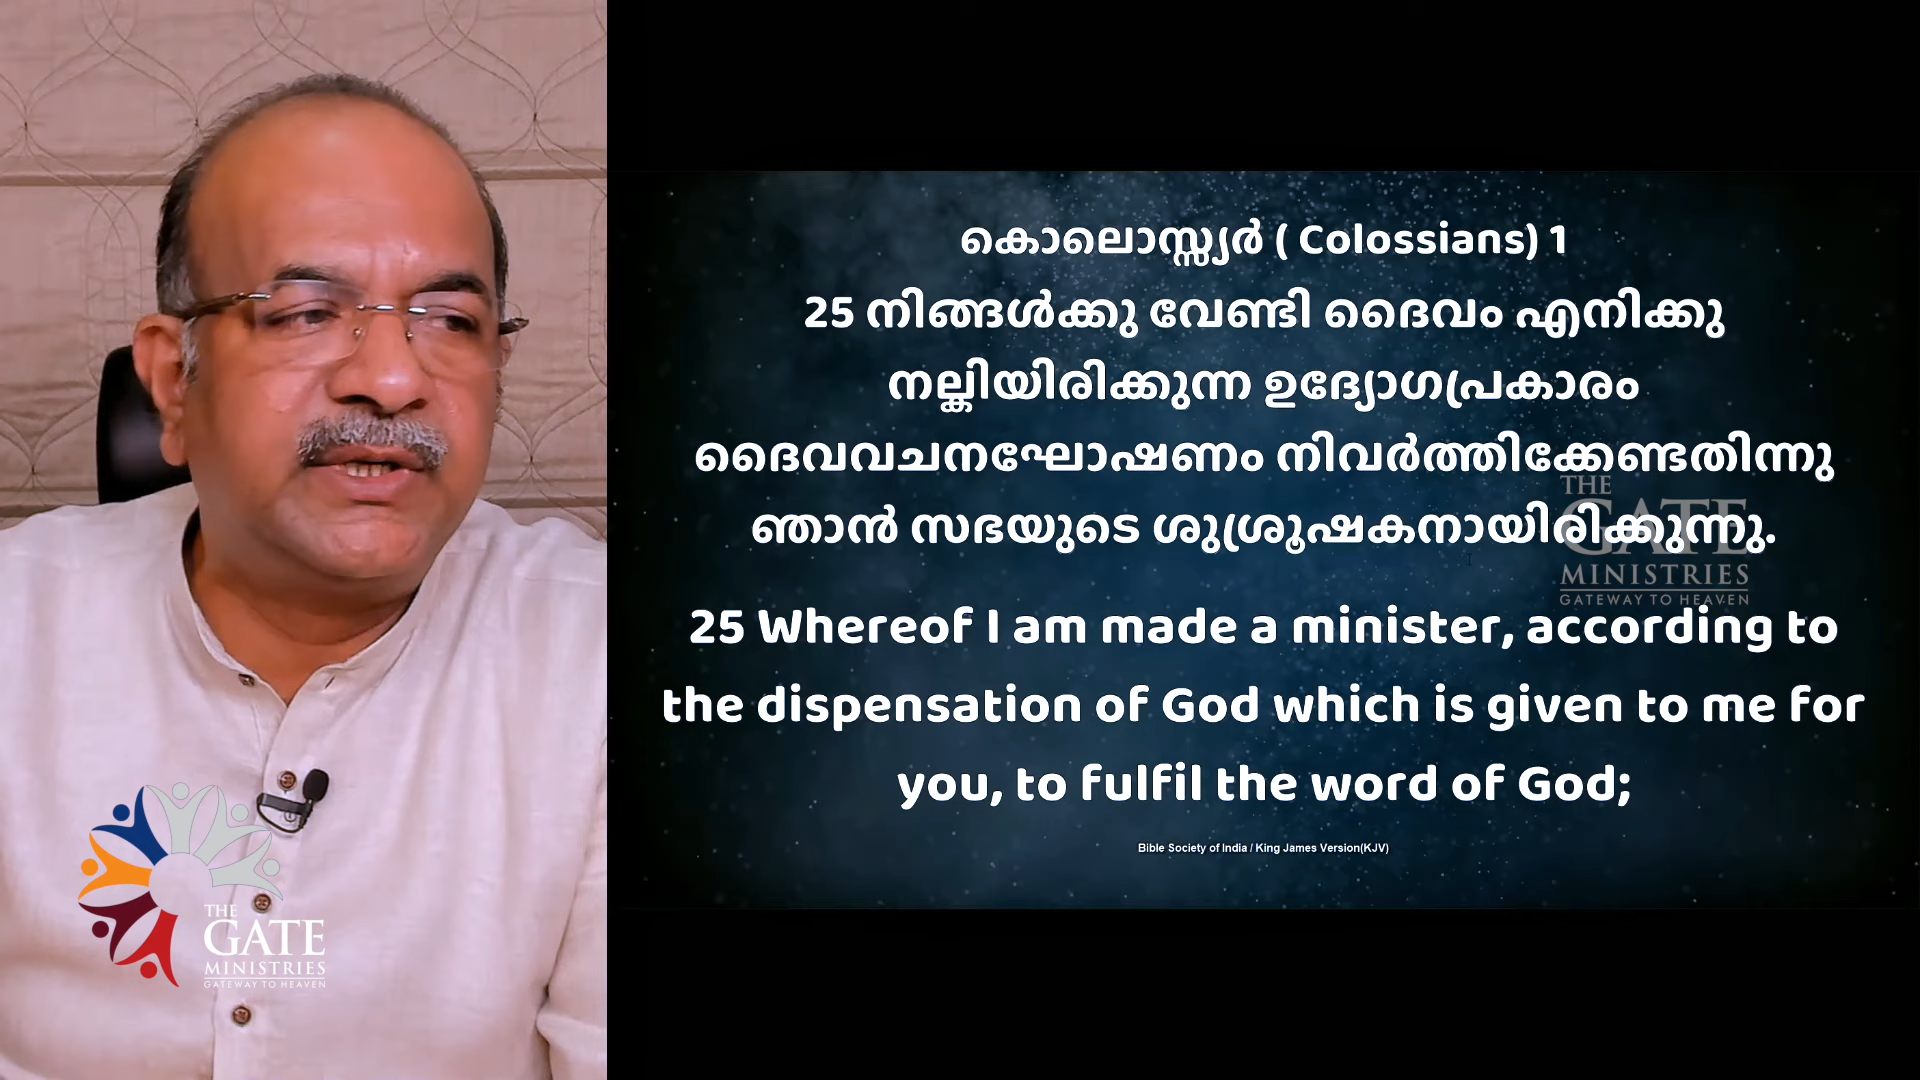 കൊലൊസ്സ്യർ ( Colossians) 1
25 നിങ്ങൾക്കു വേണ്ടി ദൈവം എനിക്കു
നല്കിയിരിക്കുന്ന ഉദ്യോഗപ്രകാരം
ദൈവവചനഘോഷണം നിവർത്തിക്കേണ്ടതിന്നു
ഞാൻ സഭയുടെ ശുശ്രൂഷകനായിരിക്കുന്നു.
THE
GATE
MINISTRIES
GATEWAY TO HEAVEN
25 Whereof I am made a minister, according to
the dispensation of God which is given to me for
you, to fulfil the word of God;
Bible Society of India / King James Version(KJV)
THE
GATE
MINISTRIES
GATEWAY TO HEAVEN